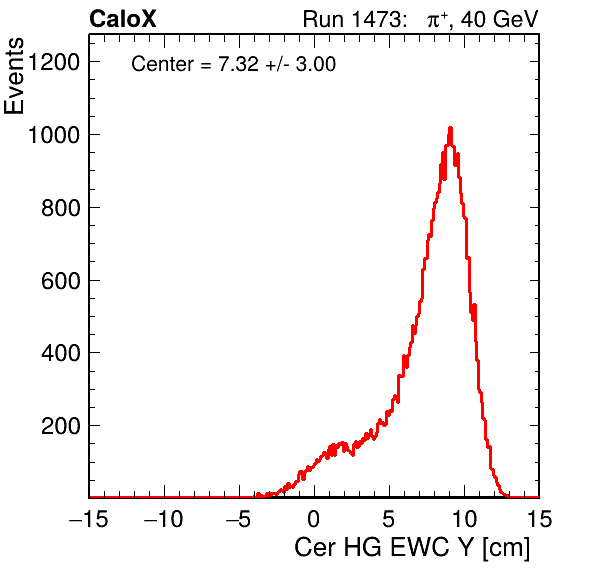 CaloX Run 1473: π⁺, 40 GeV
Center = 7.32 +/- 3.00
Events
1200
1000
800
600
400
200
−15 −10 −5 0 5 10 15
Cer HG EWC Y [cm]